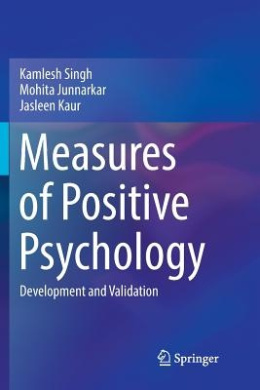 Kamlesh Singh
Mohita Junnarkar
Jasleen Kaur
Measures
of Positive
Psychology
Development and Validation
Springer